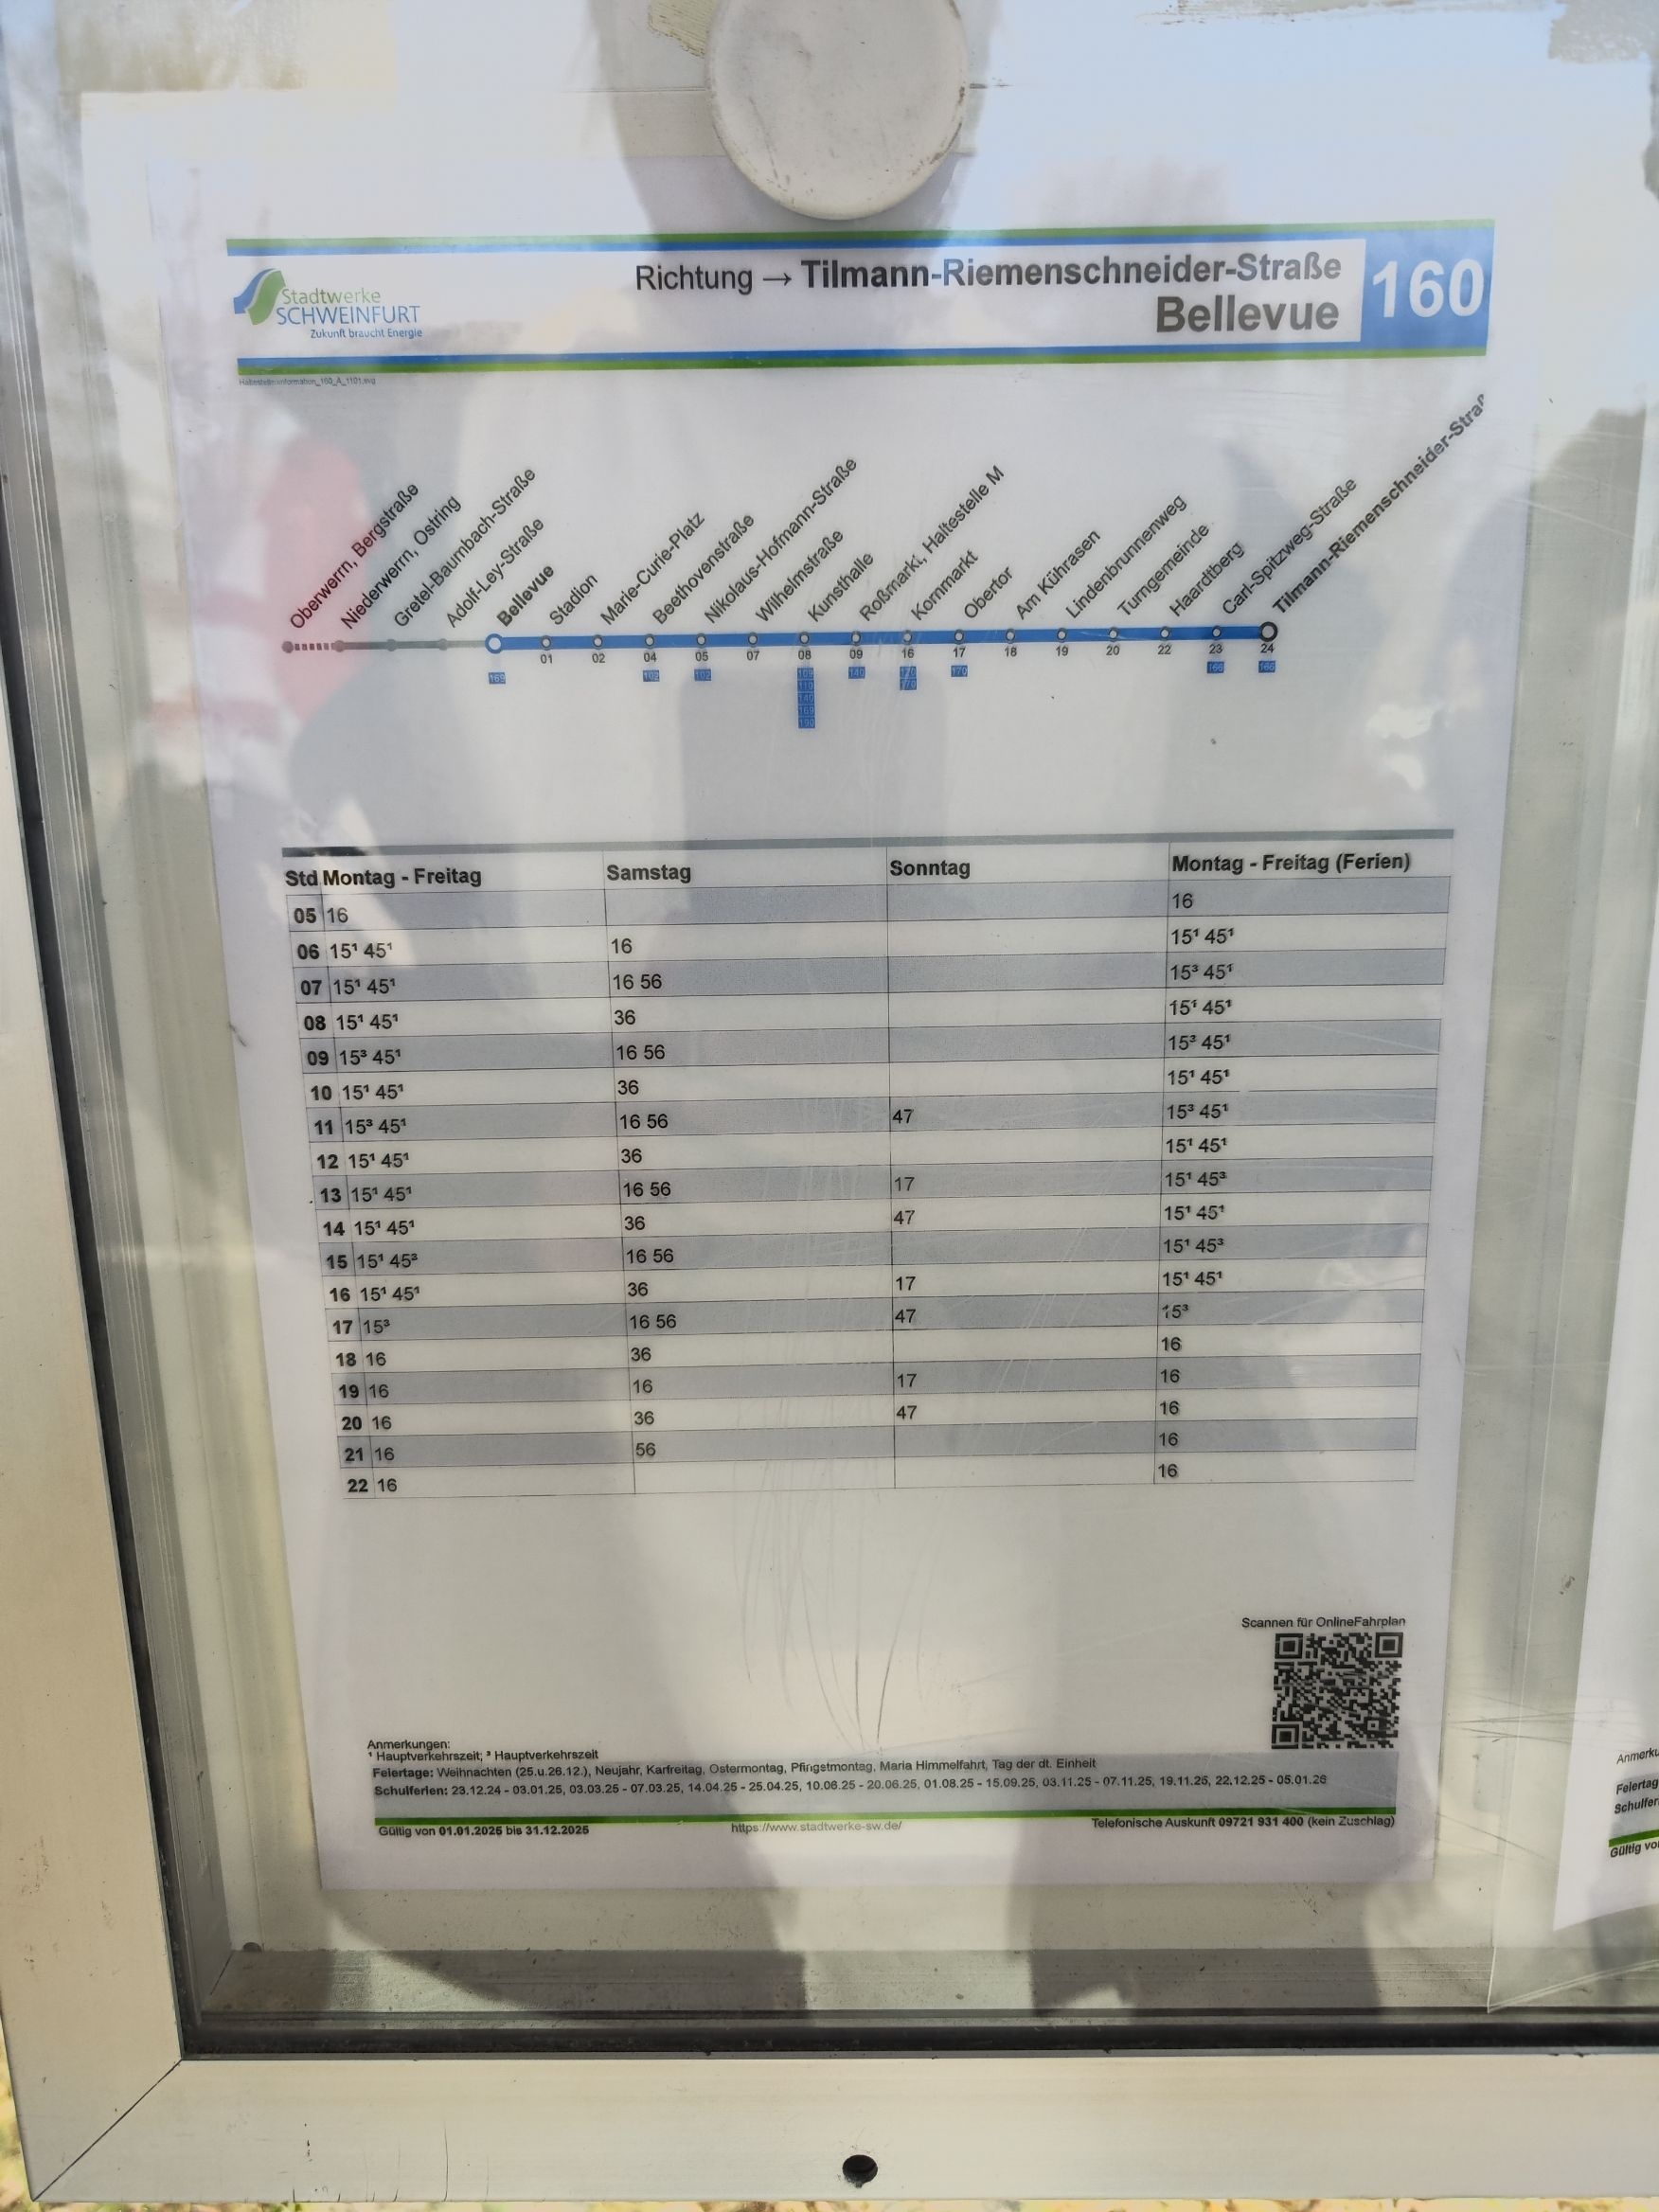 Richtung → Tilmann-Riemenschneider-Straße
Bellevue
160
Stadtwerke
SCHWEINFURT
Zukunft braucht Energie
Haltestelleninformation_160_A_1101.svg
Oberwerrn, Bergstraße
Niederwerrn, Ostring
Gretel-Baumbach-Straße
Adolf-Ley-Straße
Bellevue
Stadion
Marie-Curie-Platz
Beethovenstraße
Nikolaus-Hofmann-Straße
Wilhelmstraße
Kunsthalle
Roßmarkt, Haltestelle M
Kornmarkt
Obertor
Am Kührasen
Lindenbrunnenweg
Turngemeinde
Haardtberg
Carl-Spitzweg-Straße
Tilmann-Riemenschneider-Straß
01 02 04 05 07 08 09 16 17 18 19 20 22 23 24
Std Montag - Freitag Samstag Sonntag Montag - Freitag (Ferien)
05 16 16
06 15¹ 45¹ 16 15¹ 45¹
07 15¹ 45¹ 16 56 15³ 45¹
08 15¹ 45¹ 36 15¹ 45¹
09 15³ 45¹ 16 56 15³ 45¹
10 15¹ 45¹ 36 15¹ 45¹
11 15³ 45¹ 16 56 47 15³ 45¹
12 15¹ 45¹ 36 15¹ 45¹
13 15¹ 45¹ 16 56 17 15¹ 45³
14 15¹ 45¹ 36 47 15¹ 45¹
15 15¹ 45³ 16 56 15¹ 45³
16 15¹ 45¹ 36 17 15¹ 45¹
17 15³ 16 56 47 15³
18 16 36 16
19 16 16 17 16
20 16 36 47 16
21 16 56 16
22 16 16
Scannen für OnlineFahrplan
Anmerkungen:
¹ Hauptverkehrszeit; ³ Hauptverkehrszeit
Feiertage: Weihnachten (25.u.26.12.), Neujahr, Karfreitag, Ostermontag, Pfingstmontag, Maria Himmelfahrt, Tag der dt. Einheit
Schulferien: 23.12.24 - 03.01.25, 03.03.25 - 07.03.25, 14.04.25 - 25.04.25, 10.06.25 - 20.06.25, 01.08.25 - 15.09.25, 03.11.25 - 07.11.25, 19.11.25, 22.12.25 - 05.01.26
Gültig von 01.01.2025 bis 31.12.2025 https://www.stadtwerke-sw.de/ Telefonische Auskunft 09721 931 400 (kein Zuschlag)
Anmerku
Feiertag
Schulfer
Gültig vo